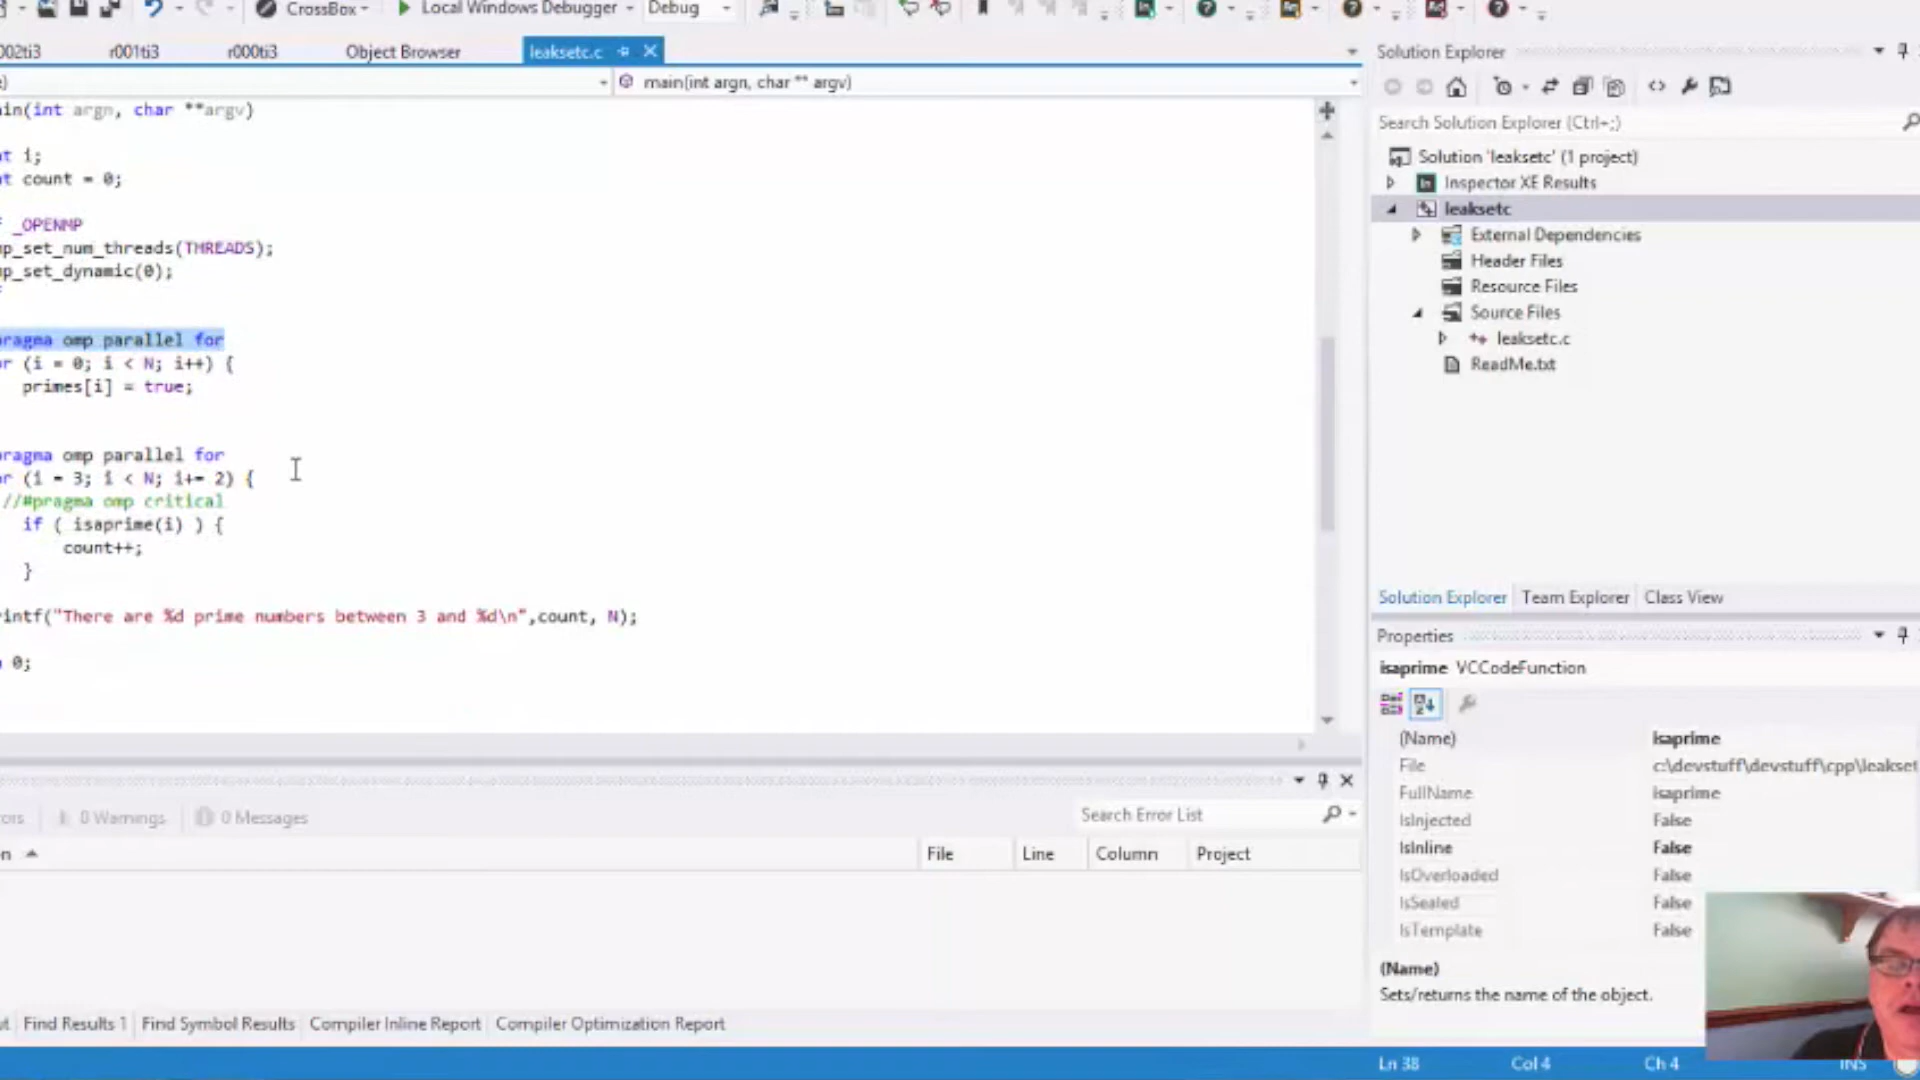 CrossBox
Local Windows Debugger
Debug
002ti3
r001ti3
r000ti3
Object Browser
leaksetc.c
main(int argn, char ** argv)
in(int argn, char **argv)
t i;
t count = 0;
_OPENMP
p_set_num_threads(THREADS);
p_set_dynamic(0);
ragma omp parallel for
r (i = 0; i < N; i++) {
primes[i] = true;
ragma omp parallel for
r (i = 3; i < N; i+= 2) {
//#pragma omp critical
if ( isaprime(i) ) {
count++;
}
intf("There are %d prime numbers between 3 and %d\n",count, N);
0;
Search Error List
0 Warnings
0 Messages
File
Line
Column
Project
Find Results 1
Find Symbol Results
Compiler Inline Report
Compiler Optimization Report
Solution Explorer
Search Solution Explorer (Ctrl+;)
Solution 'leaksetc' (1 project)
Inspector XE Results
leaksetc
External Dependencies
Header Files
Resource Files
Source Files
leaksetc.c
ReadMe.txt
Solution Explorer
Team Explorer
Class View
Properties
isaprime VCCodeFunction
(Name) isaprime
File c:\devstuff\devstuff\cpp\leakset
FullName isaprime
IsInjected False
IsInline False
IsOverloaded False
IsSealed False
IsTemplate False
(Name)
Sets/returns the name of the object.
Ln 38
Col 4
Ch 4
INS